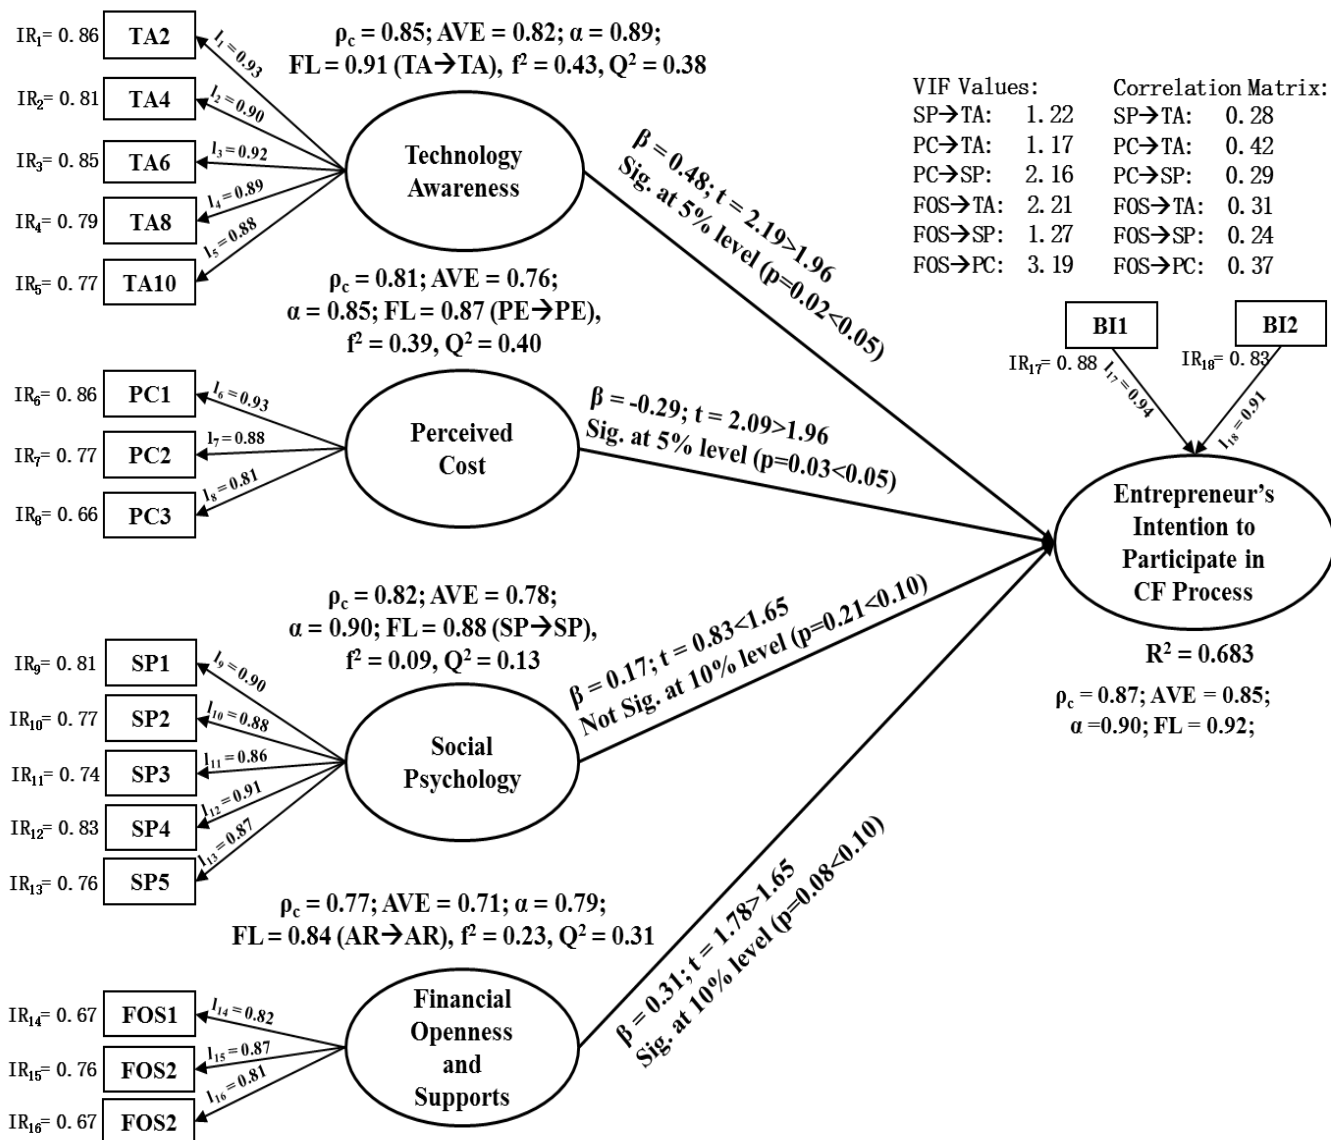 IR₁= 0.86
TA2
l₁ = 0.93
IR₂= 0.81
TA4
l₂ = 0.90
IR₃= 0.85
TA6
l₃ = 0.92
IR₄= 0.79
TA8
l₄ = 0.89
IR₅= 0.77
TA10
l₅ = 0.88
ρc = 0.85; AVE = 0.82; α = 0.89;
FL = 0.91 (TA→TA), f² = 0.43, Q² = 0.38
Technology
Awareness
β = 0.48; t = 2.19>1.96
Sig. at 5% level (p=0.02<0.05)
VIF Values:
SP→TA: 1.22
PC→TA: 1.17
PC→SP: 2.16
FOS→TA: 2.21
FOS→SP: 1.27
FOS→PC: 3.19
Correlation Matrix:
SP→TA: 0.28
PC→TA: 0.42
PC→SP: 0.29
FOS→TA: 0.31
FOS→SP: 0.24
FOS→PC: 0.37
ρc = 0.81; AVE = 0.76;
α = 0.85; FL = 0.87 (PE→PE),
f² = 0.39, Q² = 0.40
IR₆= 0.86
PC1
l₆ = 0.93
IR₇= 0.77
PC2
l₇ = 0.88
IR₈= 0.66
PC3
l₈ = 0.81
Perceived
Cost
β = -0.29; t = 2.09>1.96
Sig. at 5% level (p=0.03<0.05)
BI1
BI2
IR₁₇= 0.88
l₁₇ = 0.94
IR₁₈= 0.83
l₁₈ = 0.91
Entrepreneur’s
Intention to
Participate in
CF Process
R² = 0.683
ρc = 0.87; AVE = 0.85;
α =0.90; FL = 0.92;
ρc = 0.82; AVE = 0.78;
α = 0.90; FL = 0.88 (SP→SP),
f² = 0.09, Q² = 0.13
IR₉= 0.81
SP1
l₉ = 0.90
IR₁₀= 0.77
SP2
l₁₀ = 0.88
IR₁₁= 0.74
SP3
l₁₁ = 0.86
IR₁₂= 0.83
SP4
l₁₂ = 0.91
IR₁₃= 0.76
SP5
l₁₃ = 0.87
Social
Psychology
β = 0.17; t = 0.83<1.65
Not Sig. at 10% level (p=0.21<0.10)
ρc = 0.77; AVE = 0.71; α = 0.79;
FL = 0.84 (AR→AR), f² = 0.23, Q² = 0.31
IR₁₄= 0.67
FOS1
l₁₄ = 0.82
IR₁₅= 0.76
FOS2
l₁₅ = 0.87
IR₁₆= 0.67
FOS2
l₁₆ = 0.81
Financial
Openness
and
Supports
β = 0.31; t = 1.78>1.65
Sig. at 10% level (p=0.08<0.10)